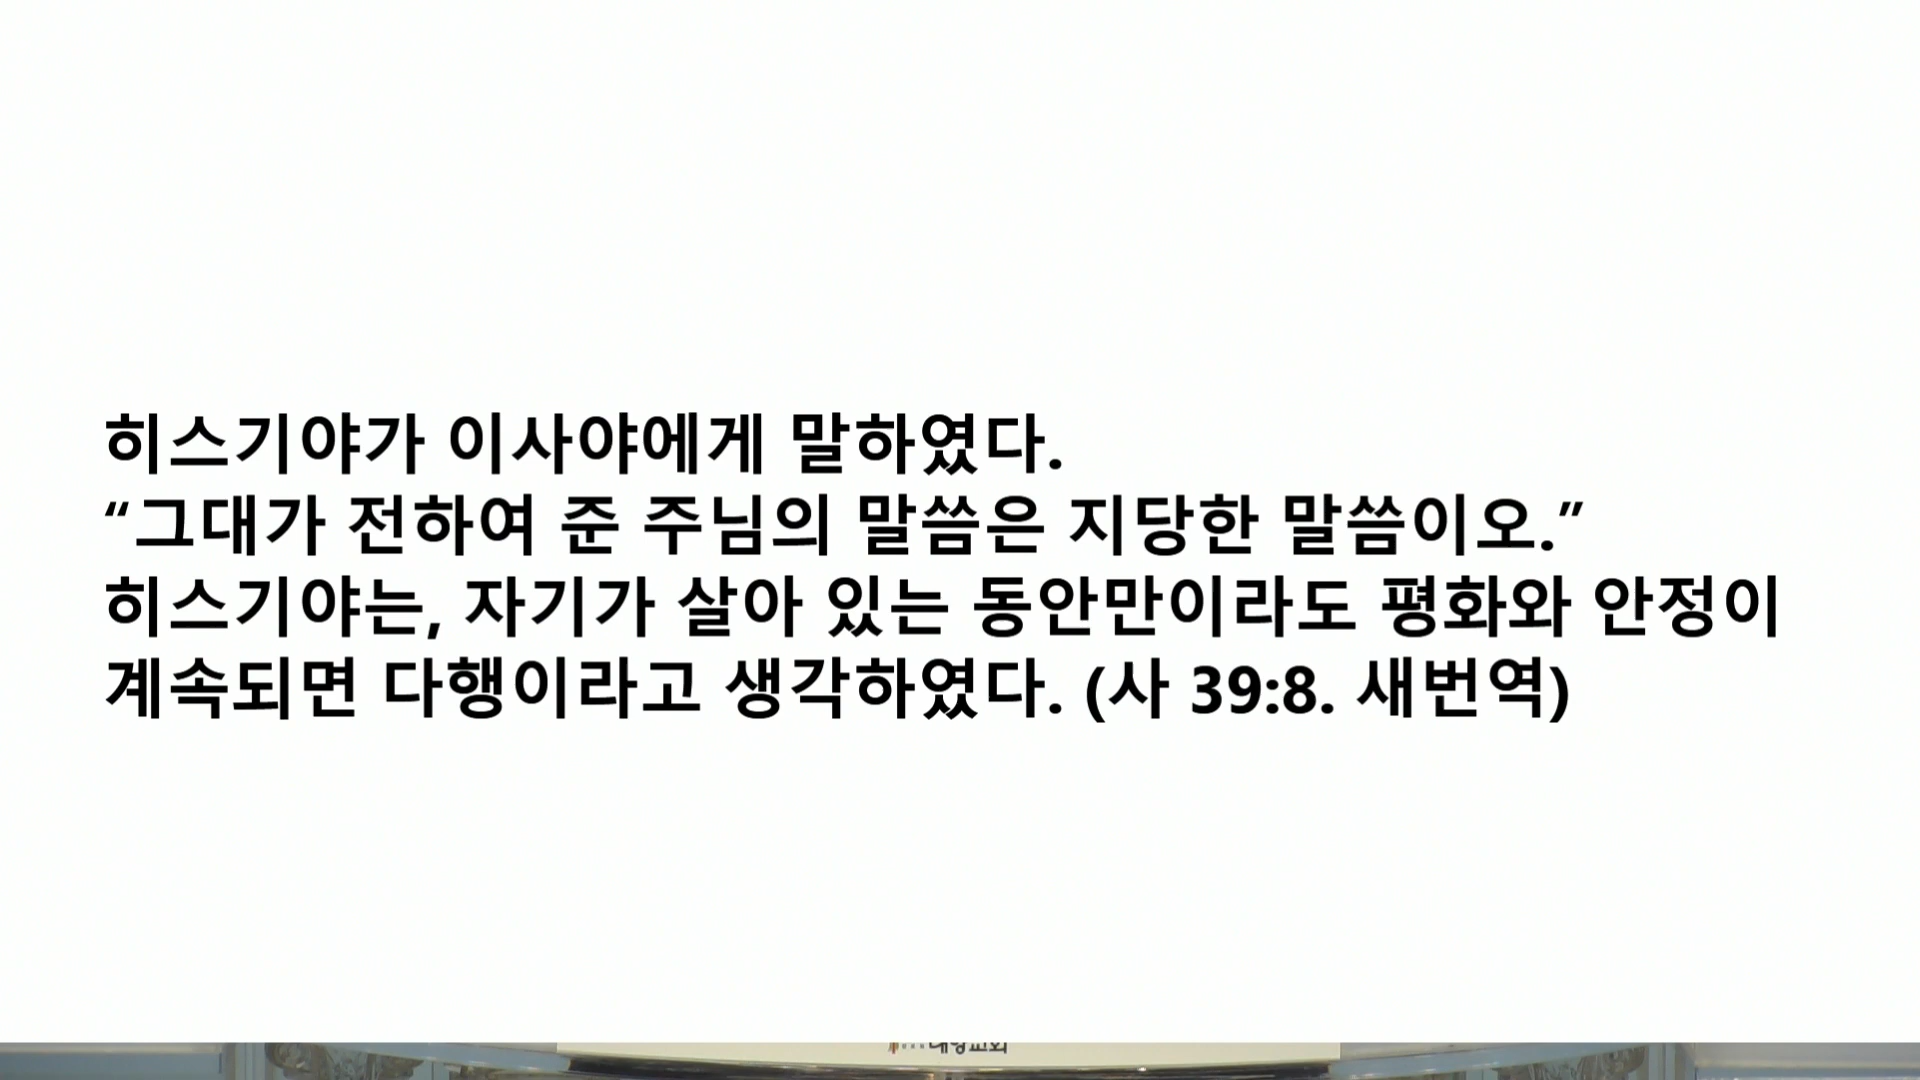 히스기야가 이사야에게 말하였다.
“그대가 전하여 준 주님의 말씀은 지당한 말씀이오.”
히스기야는, 자기가 살아 있는 동안만이라도 평화와 안정이
계속되면 다행이라고 생각하였다. (사 39:8. 새번역)